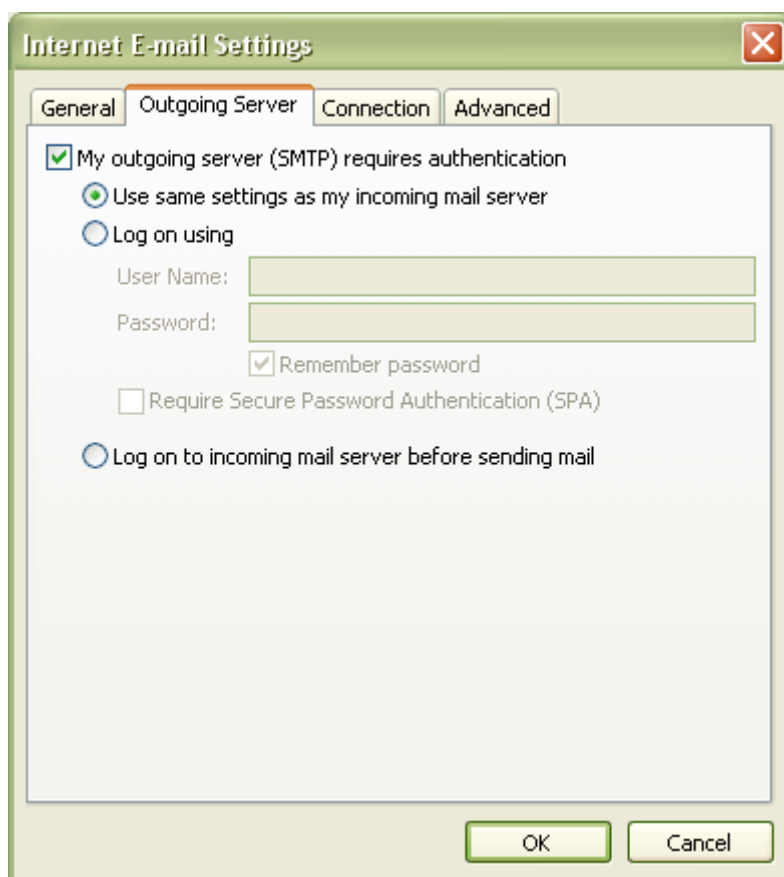 Internet E-mail Settings
General Outgoing Server Connection Advanced
My outgoing server (SMTP) requires authentication
Use same settings as my incoming mail server
Log on using
User Name:
Password:
Remember password
Require Secure Password Authentication (SPA)
Log on to incoming mail server before sending mail
OK Cancel